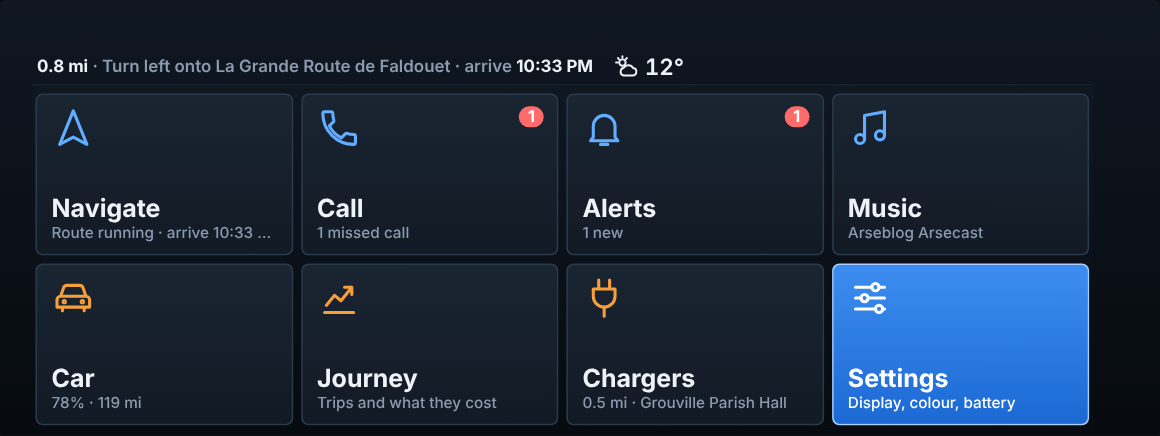 0.8 mi · Turn left onto La Grande Route de Faldouet · arrive 10:33 PM 12°
1
1
Navigate
Route running · arrive 10:33 ...
Call
1 missed call
Alerts
1 new
Music
Arseblog Arsecast
Car
78% · 119 mi
Journey
Trips and what they cost
Chargers
0.5 mi · Grouville Parish Hall
Settings
Display, colour, battery